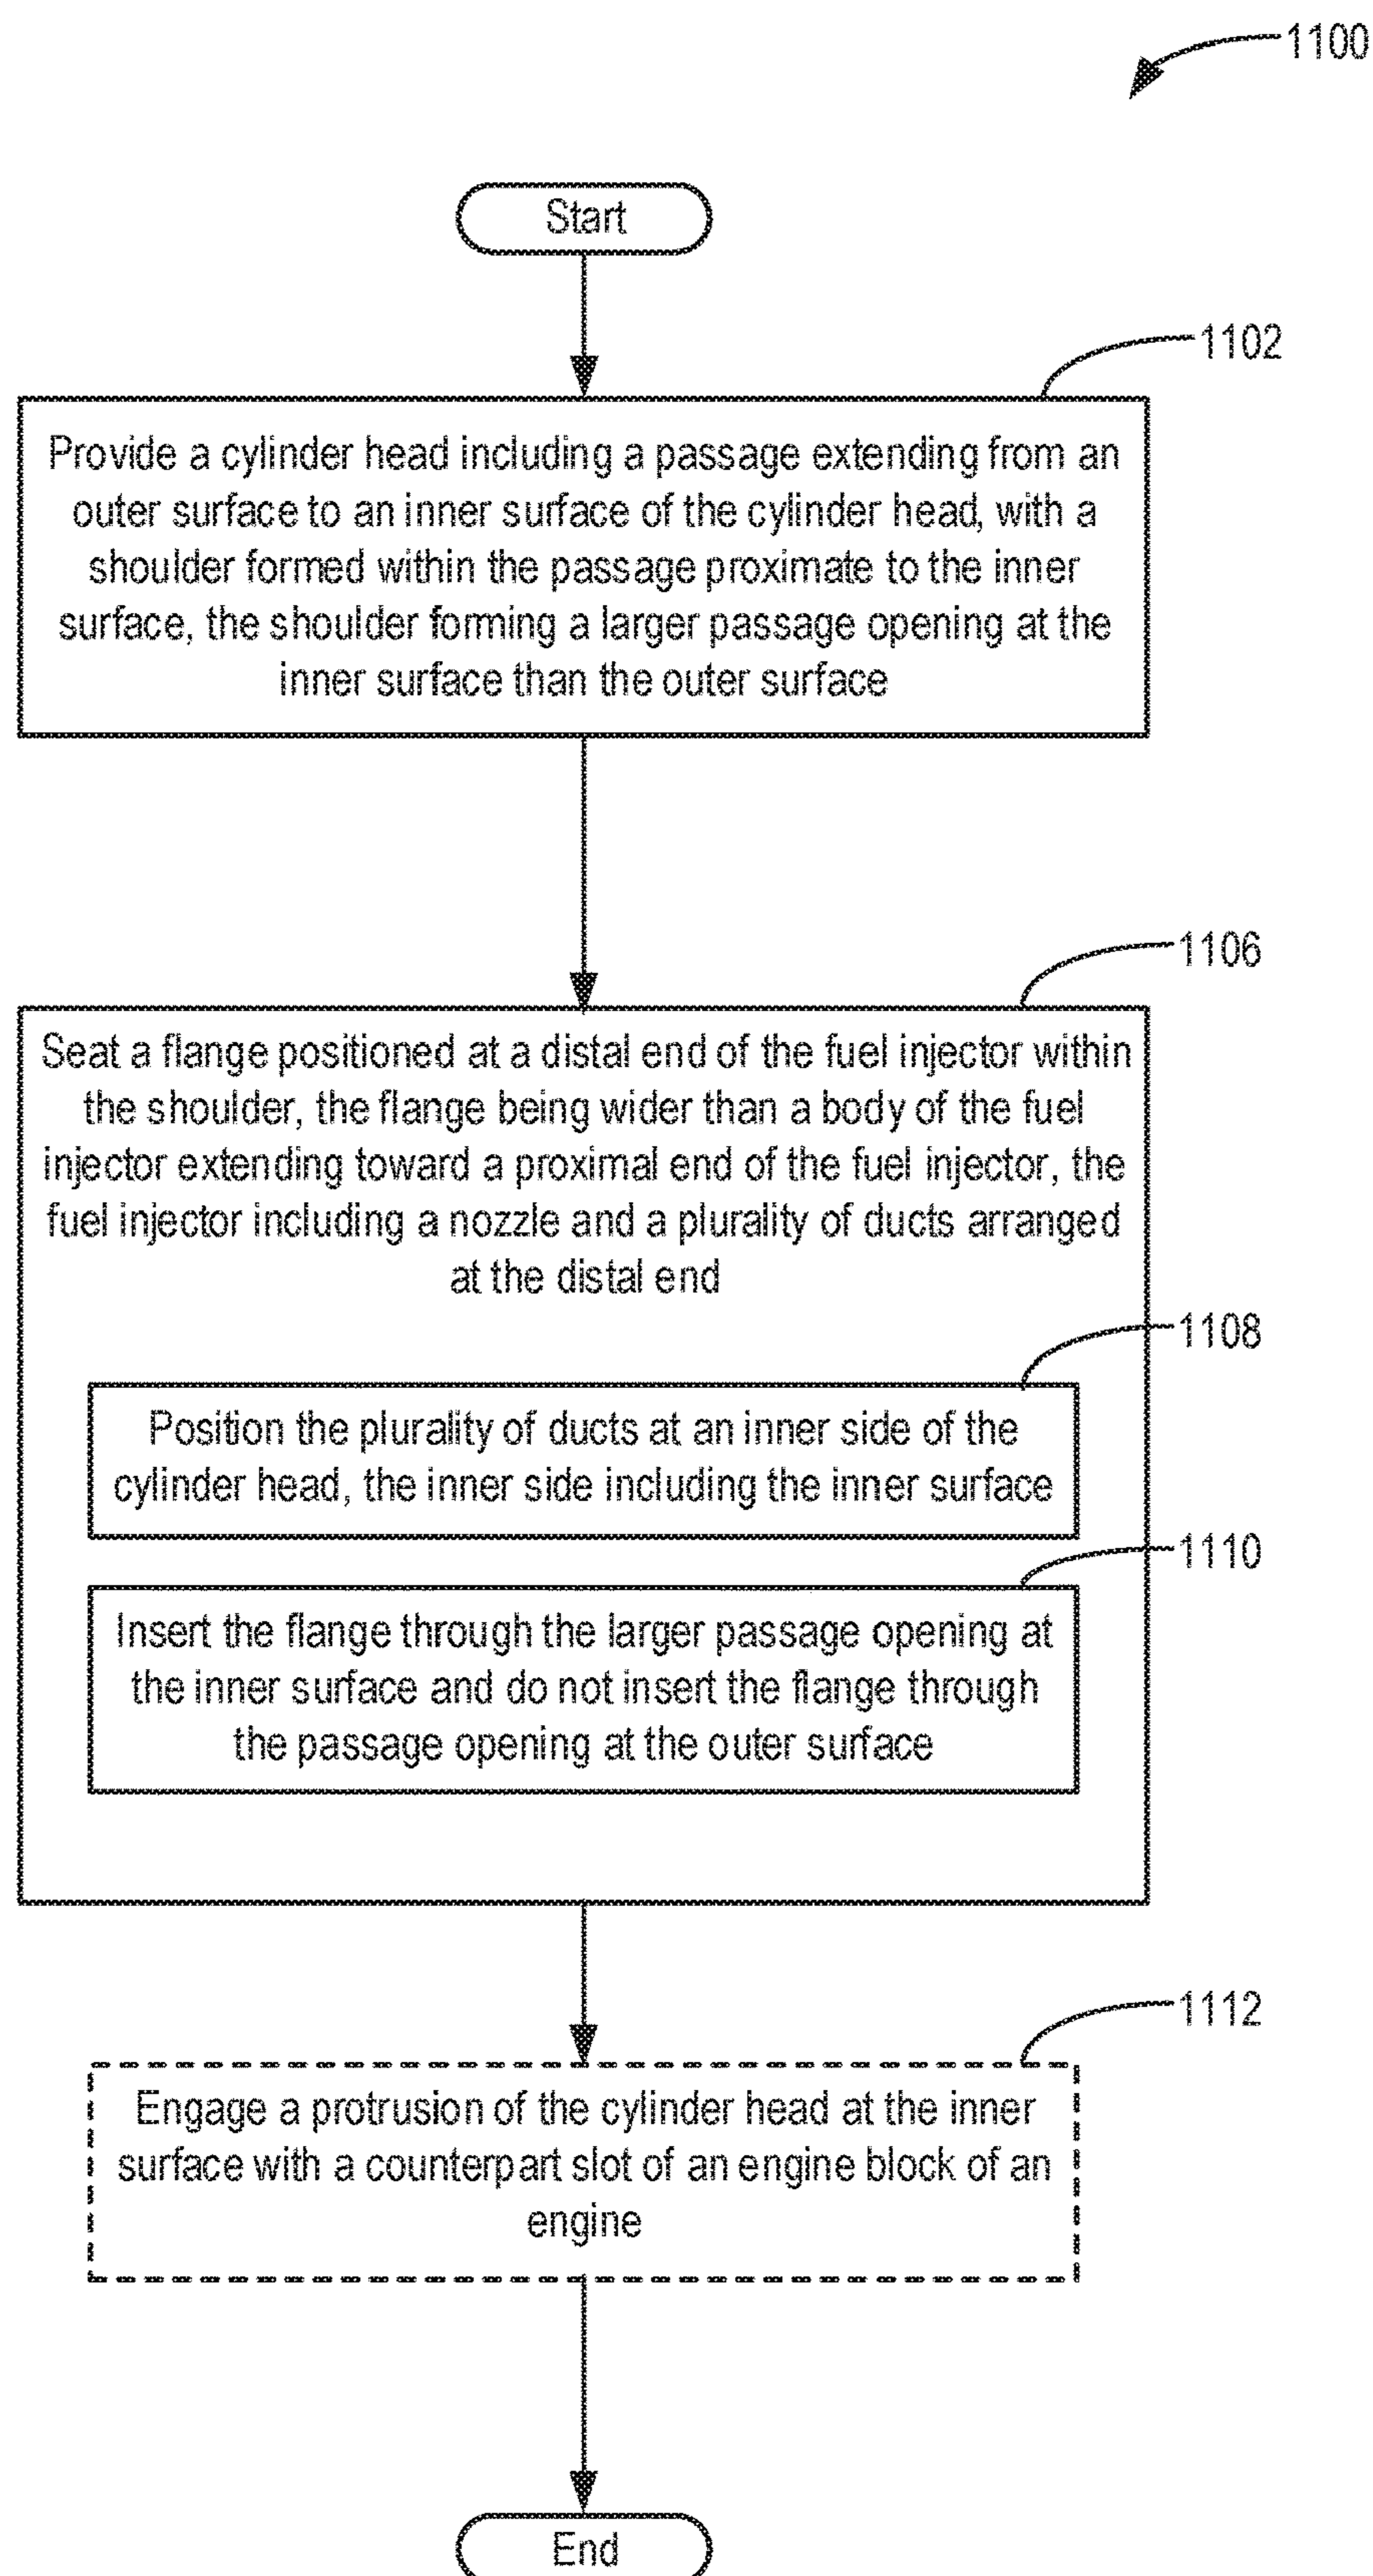 1100
Start
1102
Provide a cylinder head including a passage extending from an
outer surface to an inner surface of the cylinder head, with a
shoulder formed within the passage proximate to the inner
surface, the shoulder forming a larger passage opening at the
inner surface than the outer surface
1106
Seat a flange positioned at a distal end of the fuel injector within
the shoulder, the flange being wider than a body of the fuel
injector extending toward a proximal end of the fuel injector, the
fuel injector including a nozzle and a plurality of ducts arranged
at the distal end
1108
Position the plurality of ducts at an inner side of the
cylinder head, the inner side including the inner surface
1110
Insert the flange through the larger passage opening at
the inner surface and do not insert the flange through
the passage opening at the outer surface
1112
Engage a protrusion of the cylinder head at the inner
surface with a counterpart slot of an engine block of an
engine
End